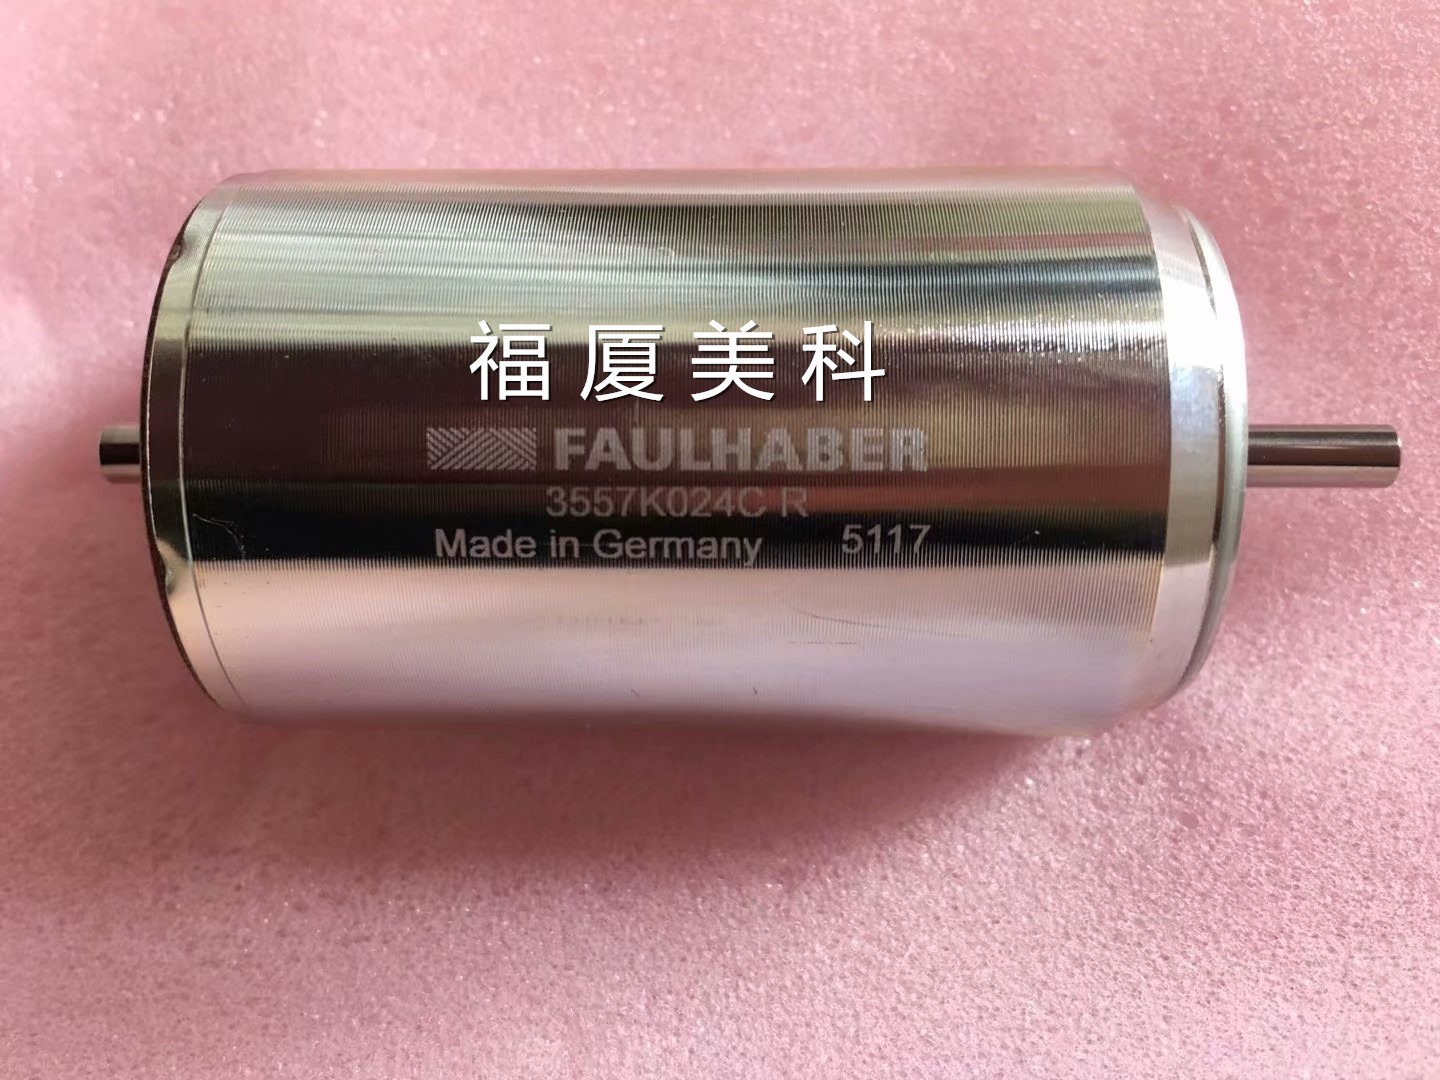 福厦美科
FAULHABER
3557K024C R
Made in Germany 5117